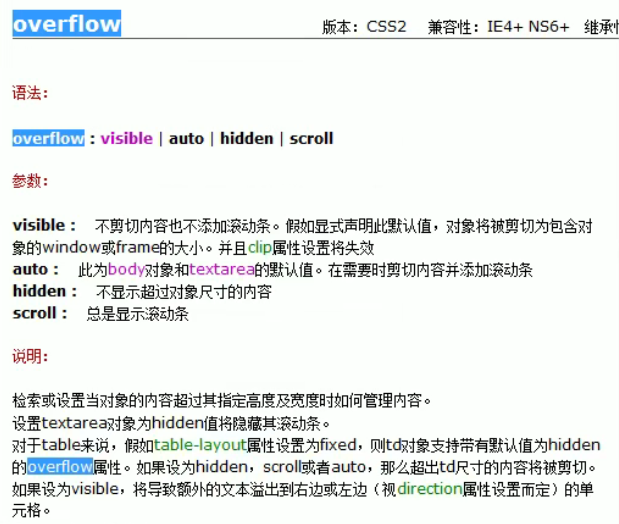 overflow 版本：CSS2 兼容性：IE4+ NS6+ 继承
语法：
overflow : visible | auto | hidden | scroll
参数：
visible : 不剪切内容也不添加滚动条。假如显式声明此默认值，对象将被剪切为包含对
象的window或frame的大小。并且clip属性设置将失效
auto : 此为body对象和textarea的默认值。在需要时剪切内容并添加滚动条
hidden : 不显示超过对象尺寸的内容
scroll : 总是显示滚动条
说明：
检索或设置当对象的内容超过其指定高度及宽度时如何管理内容。
设置textarea对象为hidden值将隐藏其滚动条。
对于table来说，假如table-layout属性设置为fixed，则td对象支持带有默认值为hidden
的overflow属性。如果设为hidden，scroll或者auto，那么超出td尺寸的内容将被剪切。
如果设为visible，将导致额外的文本溢出到右边或左边（视direction属性设置而定）的单
元格。